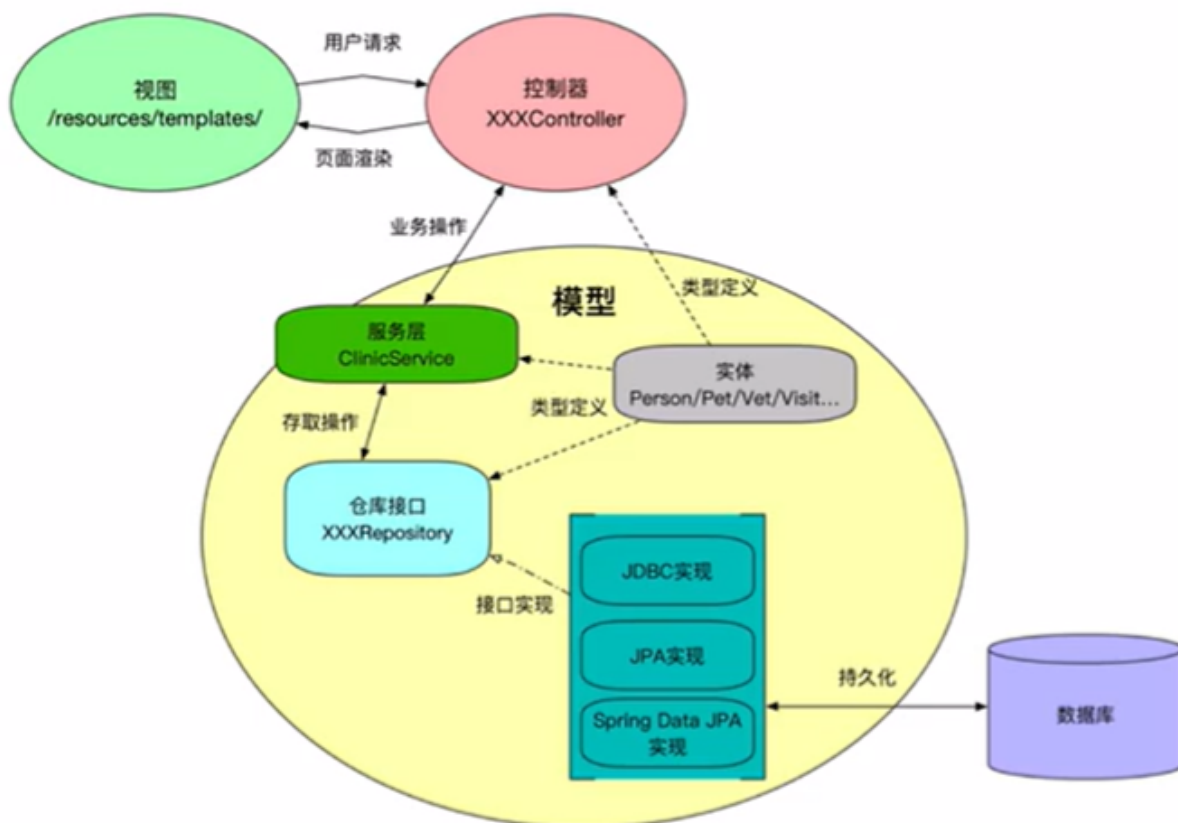 用户请求
视图
/resources/templates/
控制器
XXXController
页面渲染
业务操作
类型定义
模型
服务层
ClinicService
实体
Person/Pet/Vet/Visit...
类型定义
存取操作
仓库接口
XXXRepository
JDBC实现
接口实现
JPA实现
持久化
Spring Data JPA
实现
数据库